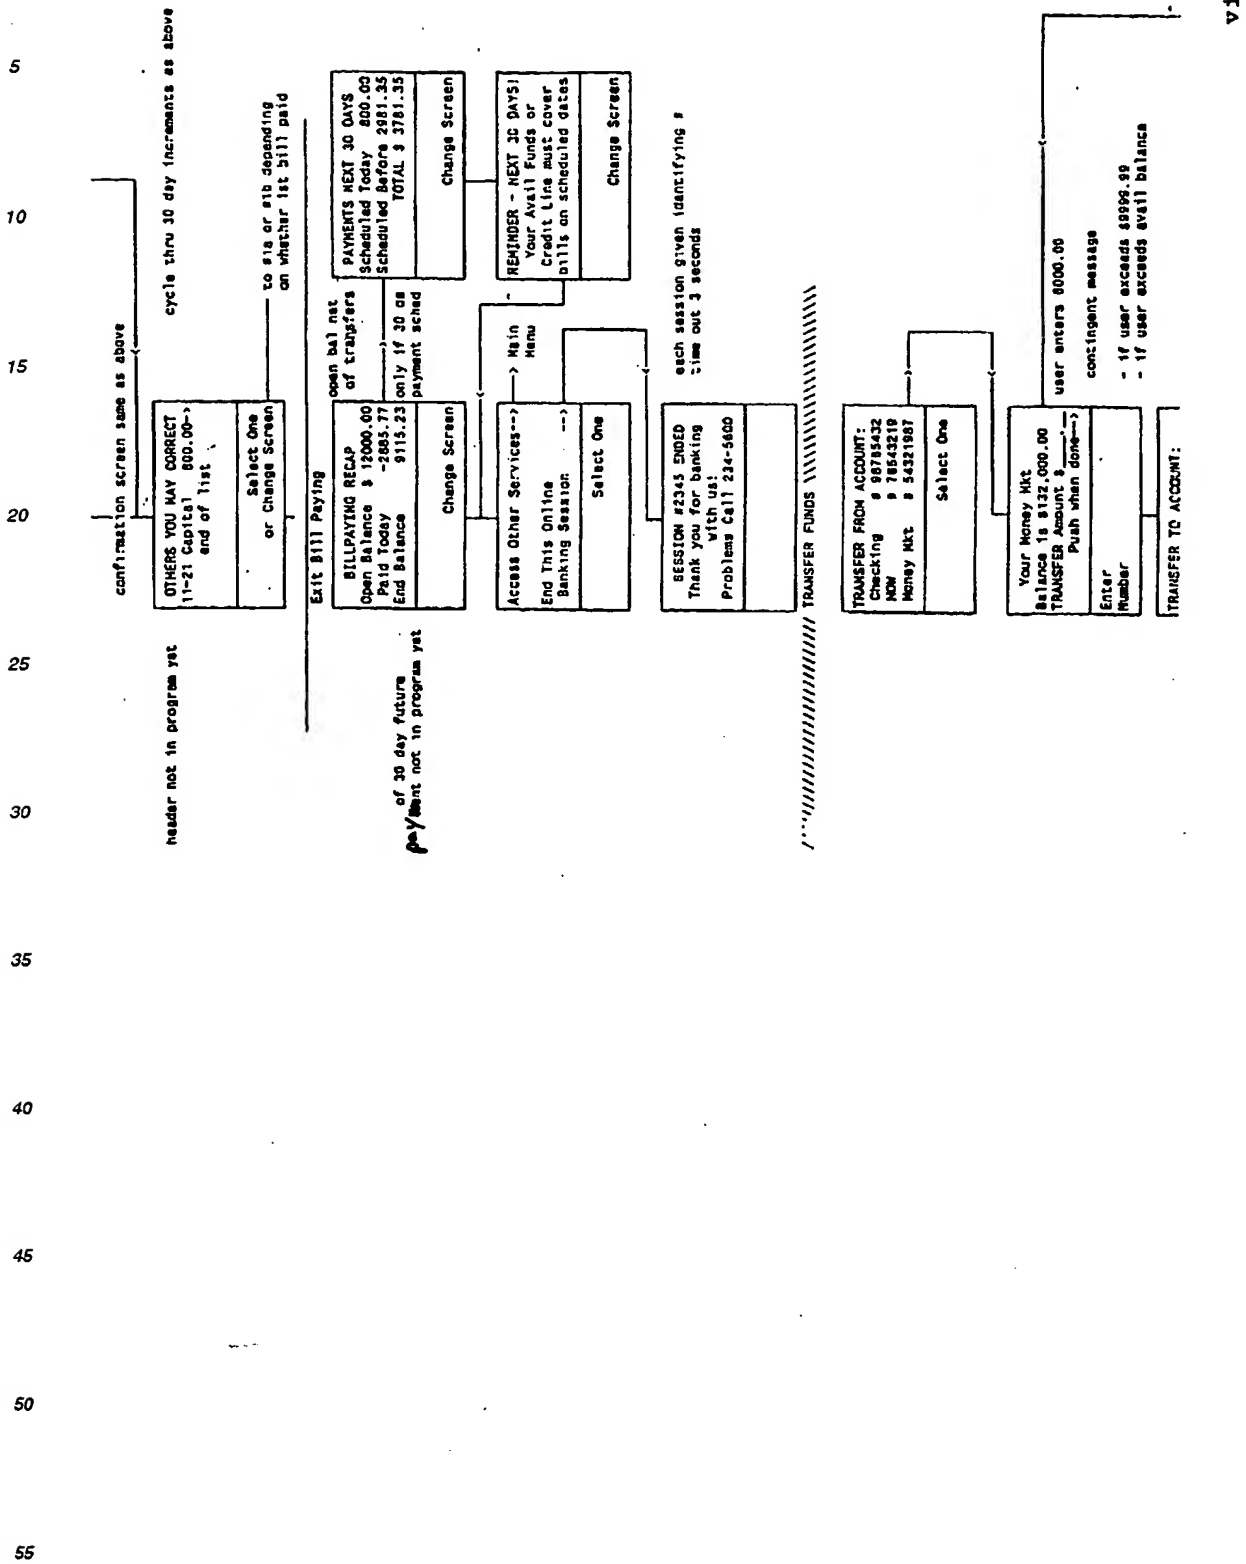 confirmation screen same as above
header not in program yet
OTHERS YOU MAY CORRECT
11-21 Capital 800.00->
end of list
Select One
or Change Screen
cycle thru 30 day increments as above
to #1a or #1b depending
on whether 1st bill paid
Exit Bill Paying
of 30 day future
payment not in program yet
BILLPAYING RECAP
Open Balance $ 12000.00
Paid Today -2885.77
End Balance 9115.23
Change Screen
open bal net
of transfers
only if 30 da
payment sched
PAYMENTS NEXT 30 DAYS
Scheduled Today 800.00
Scheduled Before 2981.35
TOTAL $ 3781.35
Change Screen
Access Other Services--> Main
Menu
End This Online
Banking Session --->
Select One
REMINDER - NEXT 30 DAYS!
Your Avail Funds or
Credit Line must cover
bills on scheduled dates
Change Screen
SESSION #2345 ENDED
Thank you for banking
with us!
Problems Call 234-5600
each session given identifying #
time out 3 seconds
/...//////////////////////// TRANSFER FUNDS \\\\\\\\\\\\\\\\\\\\\\\\
TRANSFER FROM ACCOUNT:
Checking # 98765432
NOW # 76543219
Money Mkt # 54321987
Select One
Your Money Mkt
Balance is $132,000.00
TRANSFER Amount $ ____.__
Push when done--->
Enter
Number
user enters 6000.00
contingent message
- if user exceeds $9999.99
- if user exceeds avail balance
TRANSFER TO ACCOUNT:
vi
5
10
15
20
25
30
35
40
45
50
55